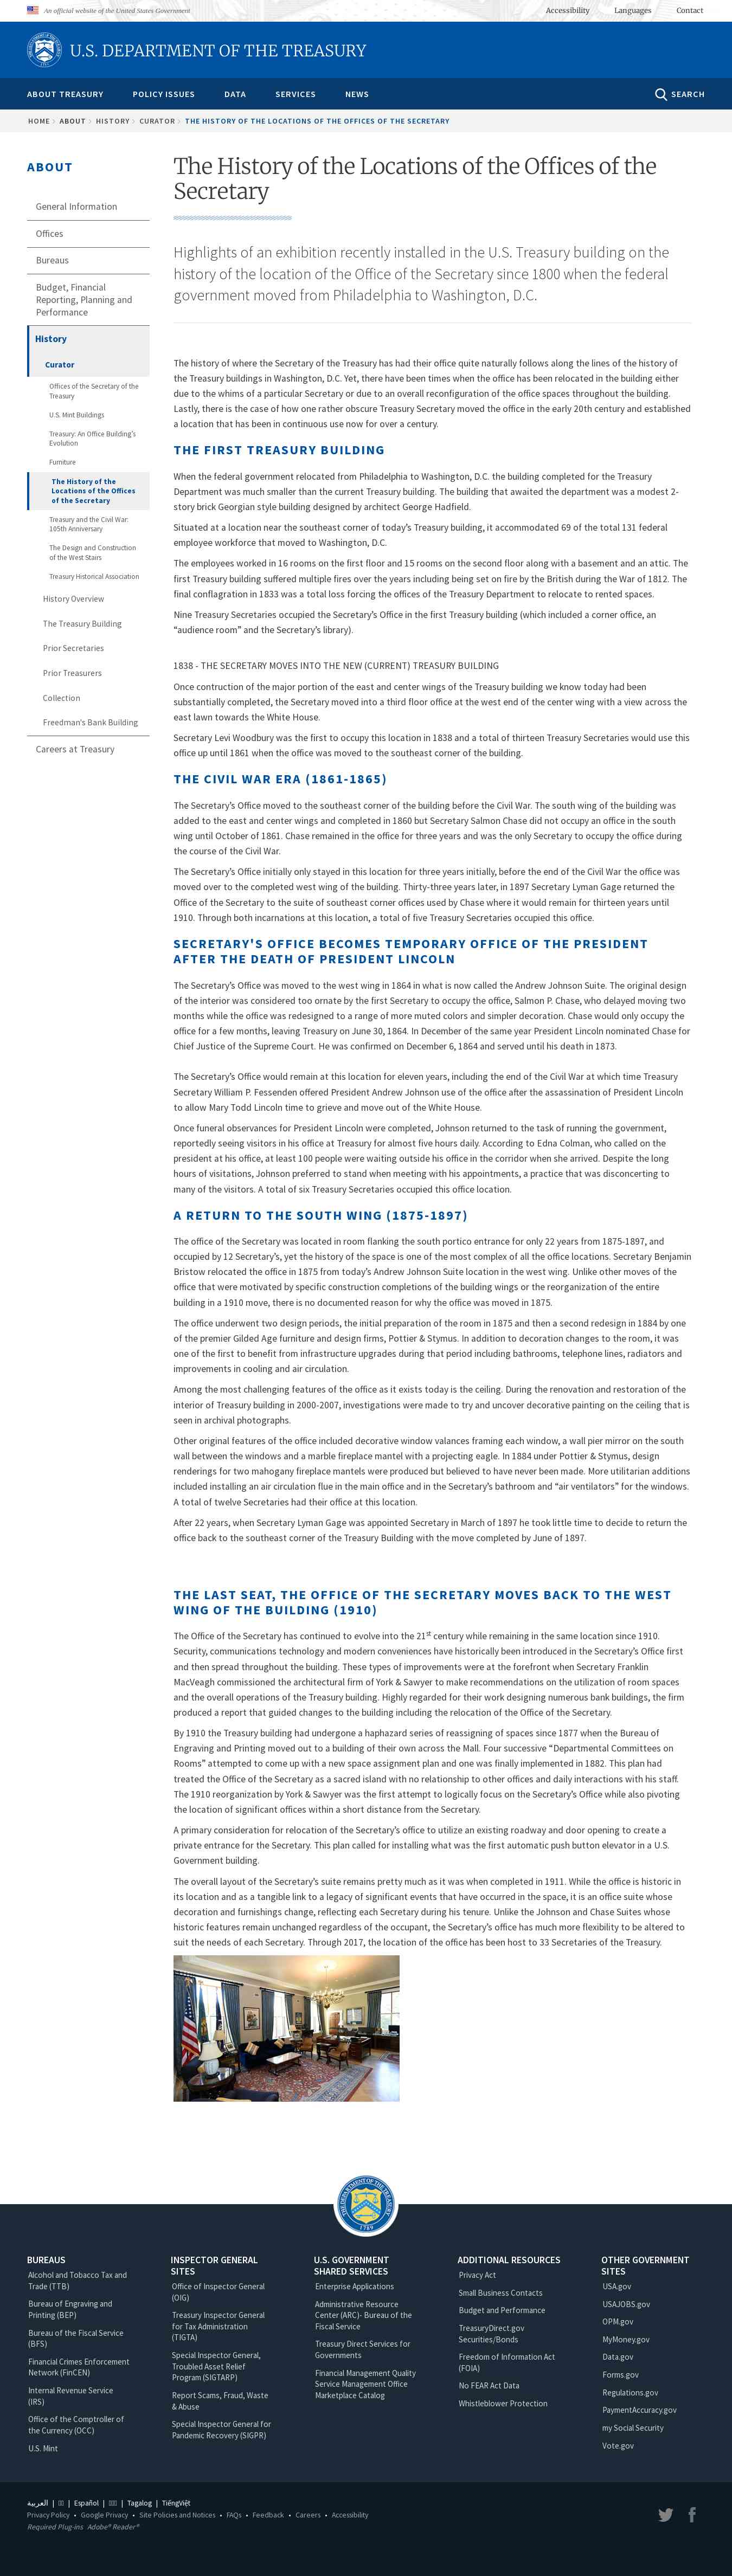 An official website of the United States Government
Accessibility
Languages
Contact
U.S. DEPARTMENT OF THE TREASURY
ABOUT TREASURY
POLICY ISSUES
DATA
SERVICES
NEWS
SEARCH
HOME
ABOUT
HISTORY
CURATOR
THE HISTORY OF THE LOCATIONS OF THE OFFICES OF THE SECRETARY
ABOUT
General Information
Offices
Bureaus
Budget, Financial
Reporting, Planning and
Performance
History
Curator
Offices of the Secretary of the
Treasury
U.S. Mint Buildings
Treasury: An Office Building's
Evolution
Furniture
The History of the
Locations of the Offices
of the Secretary
Treasury and the Civil War:
105th Anniversary
The Design and Construction
of the West Stairs
Treasury Historical Association
History Overview
The Treasury Building
Prior Secretaries
Prior Treasurers
Collection
Freedman's Bank Building
Careers at Treasury
The History of the Locations of the Offices of the
Secretary
Highlights of an exhibition recently installed in the U.S. Treasury building on the
history of the location of the Office of the Secretary since 1800 when the federal
government moved from Philadelphia to Washington, D.C.
The history of where the Secretary of the Treasury has had their office quite naturally follows along the lines of the history of
the Treasury buildings in Washington, D.C. Yet, there have been times when the office has been relocated in the building either
due to the whims of a particular Secretary or due to an overall reconfiguration of the office spaces throughout the building.
Lastly, there is the case of how one rather obscure Treasury Secretary moved the office in the early 20th century and established
a location that has been in continuous use now for over a century.
THE FIRST TREASURY BUILDING
When the federal government relocated from Philadelphia to Washington, D.C. the building completed for the Treasury
Department was much smaller than the current Treasury building. The building that awaited the department was a modest 2-
story brick Georgian style building designed by architect George Hadfield.
Situated at a location near the southeast corner of today's Treasury building, it accommodated 69 of the total 131 federal
employee workforce that moved to Washington, D.C.
The employees worked in 16 rooms on the first floor and 15 rooms on the second floor along with a basement and an attic. The
first Treasury building suffered multiple fires over the years including being set on fire by the British during the War of 1812. The
final conflagration in 1833 was a total loss forcing the offices of the Treasury Department to relocate to rented spaces.
Nine Treasury Secretaries occupied the Secretary's Office in the first Treasury building (which included a corner office, an
“audience room” and the Secretary's library).
1838 - THE SECRETARY MOVES INTO THE NEW (CURRENT) TREASURY BUILDING
Once contruction of the major portion of the east and center wings of the Treasury building we know today had been
substantially completed, the Secretary moved into a third floor office at the west end of the center wing with a view across the
east lawn towards the White House.
Secretary Levi Woodbury was the first to occupy this location in 1838 and a total of thirteen Treasury Secretaries would use this
office up until 1861 when the office was moved to the southeast corner of the building.
THE CIVIL WAR ERA (1861-1865)
The Secretary's Office moved to the southeast corner of the building before the Civil War. The south wing of the building was
added to the east and center wings and completed in 1860 but Secretary Salmon Chase did not occupy an office in the south
wing until October of 1861. Chase remained in the office for three years and was the only Secretary to occupy the office during
the course of the Civil War.
The Secretary's Office initially only stayed in this location for three years initially, before the end of the Civil War the office was
moved over to the completed west wing of the building. Thirty-three years later, in 1897 Secretary Lyman Gage returned the
Office of the Secretary to the suite of southeast corner offices used by Chase where it would remain for thirteen years until
1910. Through both incarnations at this location, a total of five Treasury Secretaries occupied this office.
SECRETARY'S OFFICE BECOMES TEMPORARY OFFICE OF THE PRESIDENT
AFTER THE DEATH OF PRESIDENT LINCOLN
The Secretary's Office was moved to the west wing in 1864 in what is now called the Andrew Johnson Suite. The original design
of the interior was considered too ornate by the first Secretary to occupy the office, Salmon P. Chase, who delayed moving two
months while the office was redesigned to a range of more muted colors and simpler decoration. Chase would only occupy the
office for a few months, leaving Treasury on June 30, 1864. In December of the same year President Lincoln nominated Chase for
Chief Justice of the Supreme Court. He was confirmed on December 6, 1864 and served until his death in 1873.
The Secretary's Office would remain at this location for eleven years, including the end of the Civil War at which time Treasury
Secretary William P. Fessenden offered President Andrew Johnson use of the office after the assassination of President Lincoln
to allow Mary Todd Lincoln time to grieve and move out of the White House.
Once funeral observances for President Lincoln were completed, Johnson returned to the task of running the government,
reportedly seeing visitors in his office at Treasury for almost five hours daily. According to Edna Colman, who called on the
president at his office, at least 100 people were waiting outside his office in the corridor when she arrived. Despite the long
hours of visitations, Johnson preferred to stand when meeting with his appointments, a practice that was disconcerting to
many of the visitors. A total of six Treasury Secretaries occupied this office location.
A RETURN TO THE SOUTH WING (1875-1897)
The office of the Secretary was located in room flanking the south portico entrance for only 22 years from 1875-1897, and
occupied by 12 Secretary's, yet the history of the space is one of the most complex of all the office locations. Secretary Benjamin
Bristow relocated the office in 1875 from today's Andrew Johnson Suite location in the west wing. Unlike other moves of the
office that were motivated by specific construction completions of the building wings or the reorganization of the entire
building in a 1910 move, there is no documented reason for why the office was moved in 1875.
The office underwent two design periods, the initial preparation of the room in 1875 and then a second redesign in 1884 by one
of the premier Gilded Age furniture and design firms, Pottier & Stymus. In addition to decoration changes to the room, it was
one of the first to benefit from infrastructure upgrades during that period including bathrooms, telephone lines, radiators and
improvements in cooling and air circulation.
Among the most challenging features of the office as it exists today is the ceiling. During the renovation and restoration of the
interior of Treasury building in 2000-2007, investigations were made to try and uncover decorative painting on the ceiling that is
seen in archival photographs.
Other original features of the office included decorative window valances framing each window, a wall pier mirror on the south
wall between the windows and a marble fireplace mantel with a projecting eagle. In 1884 under Pottier & Stymus, design
renderings for two mahogany fireplace mantels were produced but believed to have never been made. More utilitarian additions
included installing an air circulation flue in the main office and in the Secretary's bathroom and “air ventilators” for the windows.
A total of twelve Secretaries had their office at this location.
After 22 years, when Secretary Lyman Gage was appointed Secretary in March of 1897 he took little time to decide to return the
office back to the southeast corner of the Treasury Building with the move completed by June of 1897.
THE LAST SEAT, THE OFFICE OF THE SECRETARY MOVES BACK TO THE WEST
WING OF THE BUILDING (1910)
The Office of the Secretary has continued to evolve into the 21st century while remaining in the same location since 1910.
Security, communications technology and modern conveniences have historically been introduced in the Secretary's Office first
and then spread throughout the building. These types of improvements were at the forefront when Secretary Franklin
MacVeagh commissioned the architectural firm of York & Sawyer to make recommendations on the utilization of room spaces
and the overall operations of the Treasury building. Highly regarded for their work designing numerous bank buildings, the firm
produced a report that guided changes to the building including the relocation of the Office of the Secretary.
By 1910 the Treasury building had undergone a haphazard series of reassigning of spaces since 1877 when the Bureau of
Engraving and Printing moved out to a building of their own across the Mall. Four successive “Departmental Committees on
Rooms” attempted to come up with a new space assignment plan and one was finally implemented in 1882. This plan had
treated the Office of the Secretary as a sacred island with no relationship to other offices and daily interactions with his staff.
The 1910 reorganization by York & Sawyer was the first attempt to logically focus on the Secretary's Office while also pivoting
the location of significant offices within a short distance from the Secretary.
A primary consideration for relocation of the Secretary's office to utilize an existing roadway and door opening to create a
private entrance for the Secretary. This plan called for installing what was the first automatic push button elevator in a U.S.
Government building.
The overall layout of the Secretary's suite remains pretty much as it was when completed in 1911. While the office is historic in
its location and as a tangible link to a legacy of significant events that have occurred in the space, it is an office suite whose
decoration and furnishings change, reflecting each Secretary during his tenure. Unlike the Johnson and Chase Suites whose
historic features remain unchanged regardless of the occupant, the Secretary's office has much more flexibility to be altered to
suit the needs of each Secretary. Through 2017, the location of the office has been host to 33 Secretaries of the Treasury.
THE DEPARTMENT OF THE TREASURY
1789
BUREAUS
Alcohol and Tobacco Tax and
Trade (TTB)
Bureau of Engraving and
Printing (BEP)
Bureau of the Fiscal Service
(BFS)
Financial Crimes Enforcement
Network (FinCEN)
Internal Revenue Service
(IRS)
Office of the Comptroller of
the Currency (OCC)
U.S. Mint
INSPECTOR GENERAL
SITES
Office of Inspector General
(OIG)
Treasury Inspector General
for Tax Administration
(TIGTA)
Special Inspector General,
Troubled Asset Relief
Program (SIGTARP)
Report Scams, Fraud, Waste
& Abuse
Special Inspector General for
Pandemic Recovery (SIGPR)
U.S. GOVERNMENT
SHARED SERVICES
Enterprise Applications
Administrative Resource
Center (ARC)- Bureau of the
Fiscal Service
Treasury Direct Services for
Governments
Financial Management Quality
Service Management Office
Marketplace Catalog
ADDITIONAL RESOURCES
Privacy Act
Small Business Contacts
Budget and Performance
TreasuryDirect.gov
Securities/Bonds
Freedom of Information Act
(FOIA)
No FEAR Act Data
Whistleblower Protection
OTHER GOVERNMENT
SITES
USA.gov
USAJOBS.gov
OPM.gov
MyMoney.gov
Data.gov
Forms.gov
Regulations.gov
PaymentAccuracy.gov
my Social Security
Vote.gov
العربية | | Español | | Tagalog | TiếngViệt
Privacy Policy • Google Privacy • Site Policies and Notices • FAQs • Feedback • Careers • Accessibility
Required Plug-ins Adobe® Reader®